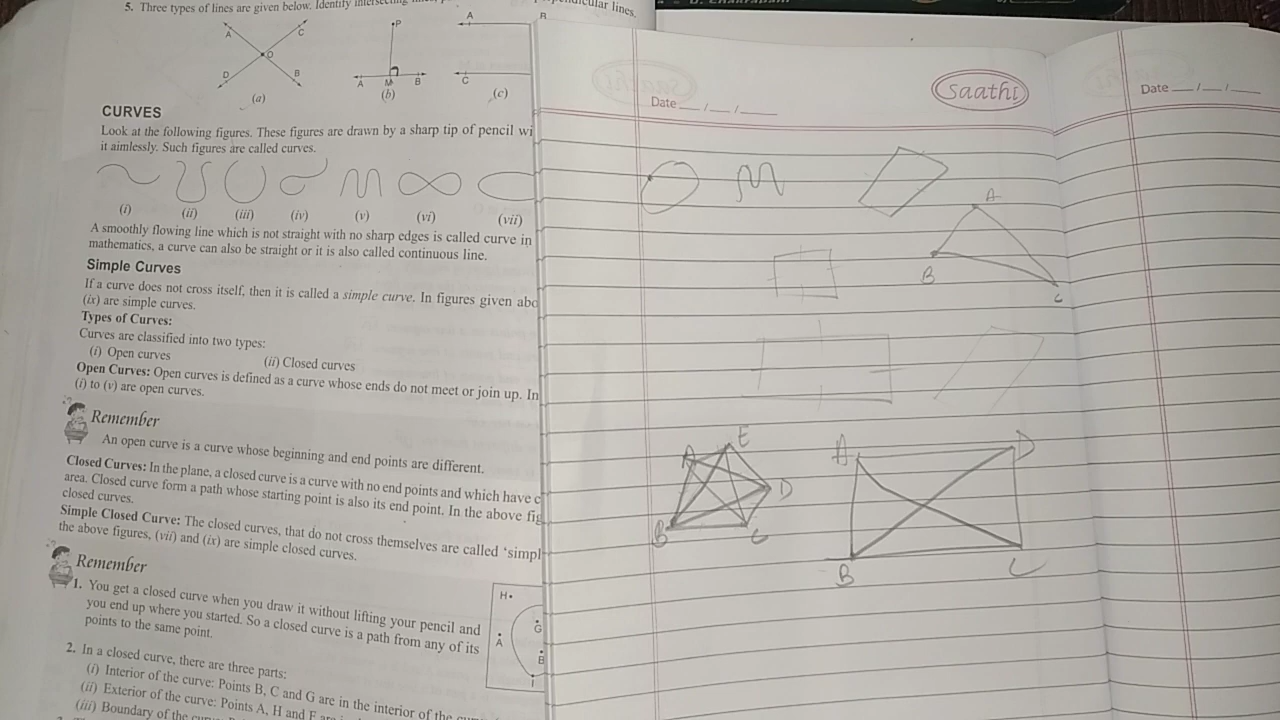 5. Three types of lines are given below. Identify intersecting
perpendicular lines.
A C O D B
P A M B
A C
(a) (b) (c)
CURVES
Look at the following figures. These figures are drawn by a sharp tip of pencil wi
it aimlessly. Such figures are called curves.
(i) (ii) (iii) (iv) (v) (vi) (vii)
A smoothly flowing line which is not straight with no sharp edges is called curve in
mathematics, a curve can also be straight or it is also called continuous line.
Simple Curves
If a curve does not cross itself, then it is called a simple curve. In figures given abo
(ix) are simple curves.
Types of Curves:
Curves are classified into two types:
(i) Open curves (ii) Closed curves
Open Curves: Open curves is defined as a curve whose ends do not meet or join up. In
(i) to (v) are open curves.
Remember
An open curve is a curve whose beginning and end points are different.
Closed Curves: In the plane, a closed curve is a curve with no end points and which have c
area. Closed curve form a path whose starting point is also its end point. In the above fig
closed curves.
Simple Closed Curve: The closed curves, that do not cross themselves are called 'simpl
the above figures, (vii) and (ix) are simple closed curves.
Remember
1. You get a closed curve when you draw it without lifting your pencil and
you end up where you started. So a closed curve is a path from any of its
points to the same point.
H A G B
2. In a closed curve, there are three parts:
(i) Interior of the curve: Points B, C and G are in the interior of the
(ii) Exterior of the curve: Points A, H and F are
(iii) Boundary of the
Date __/__/____
Saathi
Date __/__/____
A
B
C
E
A D
B C
A D
B C